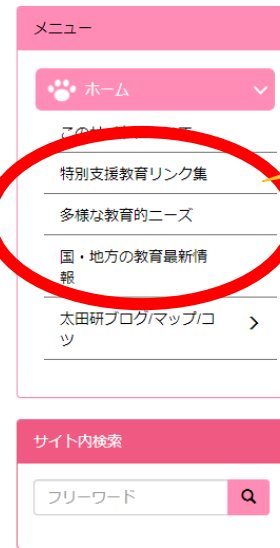 メニュー
ホーム
特別支援教育リンク集
多様な教育的ニーズ
国・地方の教育最新情
報
太田研ブログ/マップ/コ
ツ
サイト内検索
フリーワード